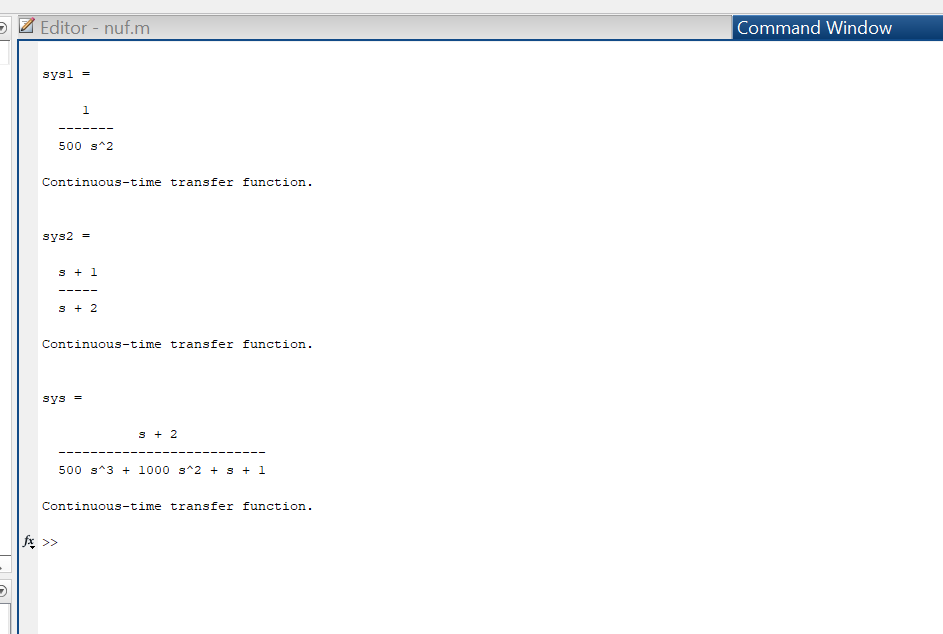 Editor - nuf.m
Command Window
sys1 =
1
-------
500 s^2
Continuous-time transfer function.
sys2 =
s + 1
-----
s + 2
Continuous-time transfer function.
sys =
s + 2
--------------------------
500 s^3 + 1000 s^2 + s + 1
Continuous-time transfer function.
fx >>